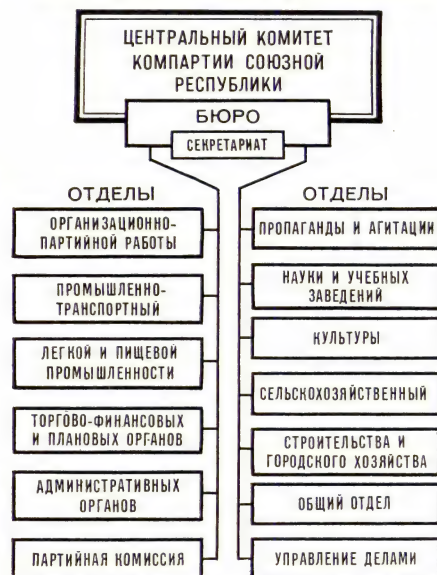 ЦЕНТРАЛЬНЫЙ КОМИТЕТ
КОМПАРТИИ СОЮЗНОЙ
РЕСПУБЛИКИ
БЮРО
СЕКРЕТАРИАТ
ОТДЕЛЫ
ОРГАНИЗАЦИОННО-
ПАРТИЙНОЙ РАБОТЫ
ПРОМЫШЛЕННО-
ТРАНСПОРТНЫЙ
ЛЕГКОЙ И ПИЩЕВОЙ
ПРОМЫШЛЕННОСТИ
ТОРГОВО-ФИНАНСОВЫХ
И ПЛАНОВЫХ ОРГАНОВ
АДМИНИСТРАТИВНЫХ
ОРГАНОВ
ПАРТИЙНАЯ КОМИССИЯ
ОТДЕЛЫ
ПРОПАГАНДЫ И АГИТАЦИИ
НАУКИ И УЧЕБНЫХ
ЗАВЕДЕНИЙ
КУЛЬТУРЫ
СЕЛЬСКОХОЗЯЙСТВЕННЫЙ
СТРОИТЕЛЬСТВА И
ГОРОДСКОГО ХОЗЯЙСТВА
ОБЩИЙ ОТДЕЛ
УПРАВЛЕНИЕ ДЕЛАМИ